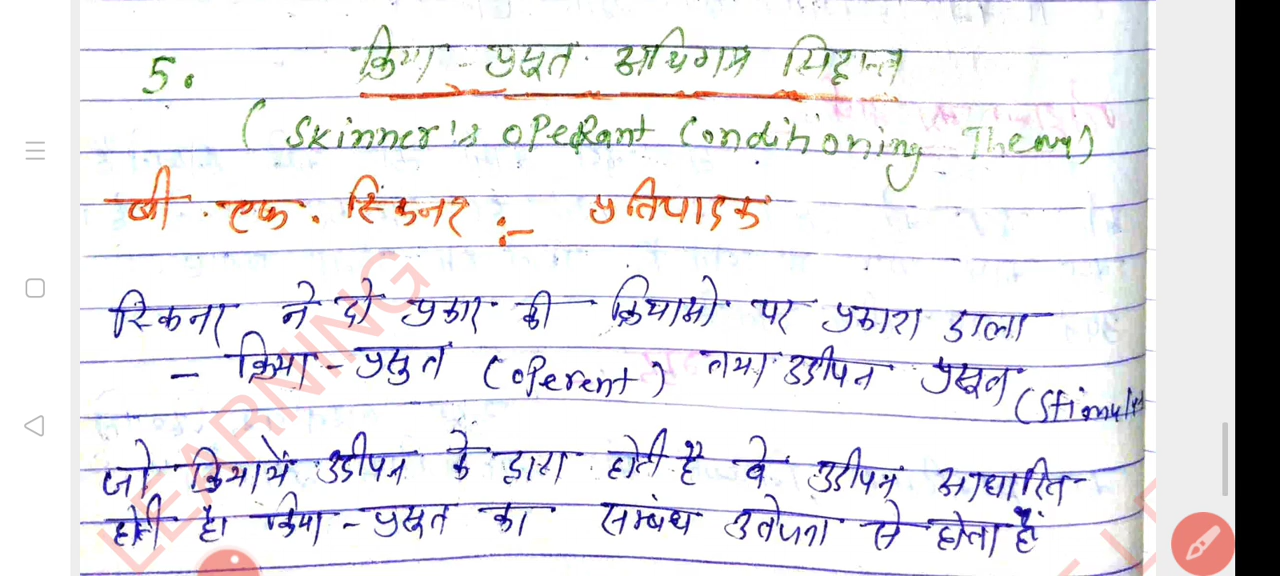 5. क्रिया-प्रसूत अधिगम सिद्धान्त
(Skinner's Operant Conditioning Theory)
बी.एफ. स्किनर :- प्रतिपादक
स्किनर ने दो प्रकार की क्रियाओ पर प्रकाश डाला
- क्रिया-प्रसुत (operent) तथा उद्दीपन प्रसूत (Stimulus
जो क्रियायें उद्दीपन के द्वारा होती है वे उद्दीपन आधारित
होती है। क्रिया-प्रसूत का सम्बंध उतेजना से होता है
LEARNING